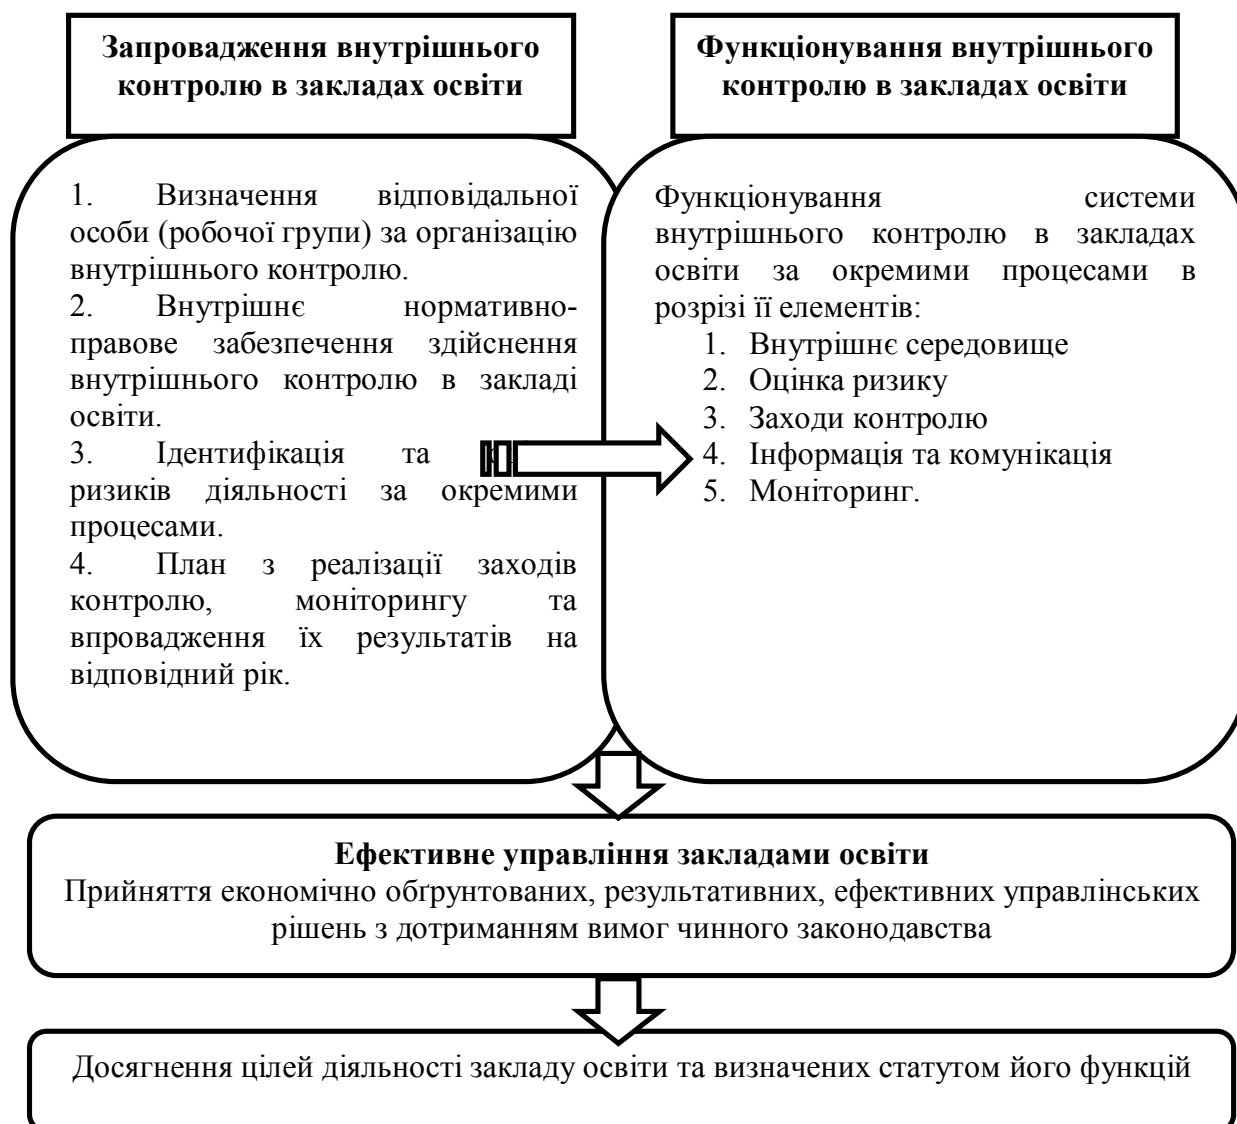 Запровадження внутрішнього
контролю в закладах освіти
1. Визначення відповідальної
особи (робочої групи) за організацію
внутрішнього контролю.
2. Внутрішнє нормативно-
правове забезпечення здійснення
внутрішнього контролю в закладі
освіти.
3. Ідентифікація та
ризиків діяльності за окремими
процесами.
4. План з реалізації заходів
контролю, моніторингу та
впровадження їх результатів на
відповідний рік.
Функціонування внутрішнього
контролю в закладах освіти
Функціонування системи
внутрішнього контролю в закладах
освіти за окремими процесами в
розрізі її елементів:
1. Внутрішнє середовище
2. Оцінка ризику
3. Заходи контролю
4. Інформація та комунікація
5. Моніторинг.
Ефективне управління закладами освіти
Прийняття економічно обґрунтованих, результативних, ефективних управлінських
рішень з дотриманням вимог чинного законодавства
Досягнення цілей діяльності закладу освіти та визначених статутом його функцій